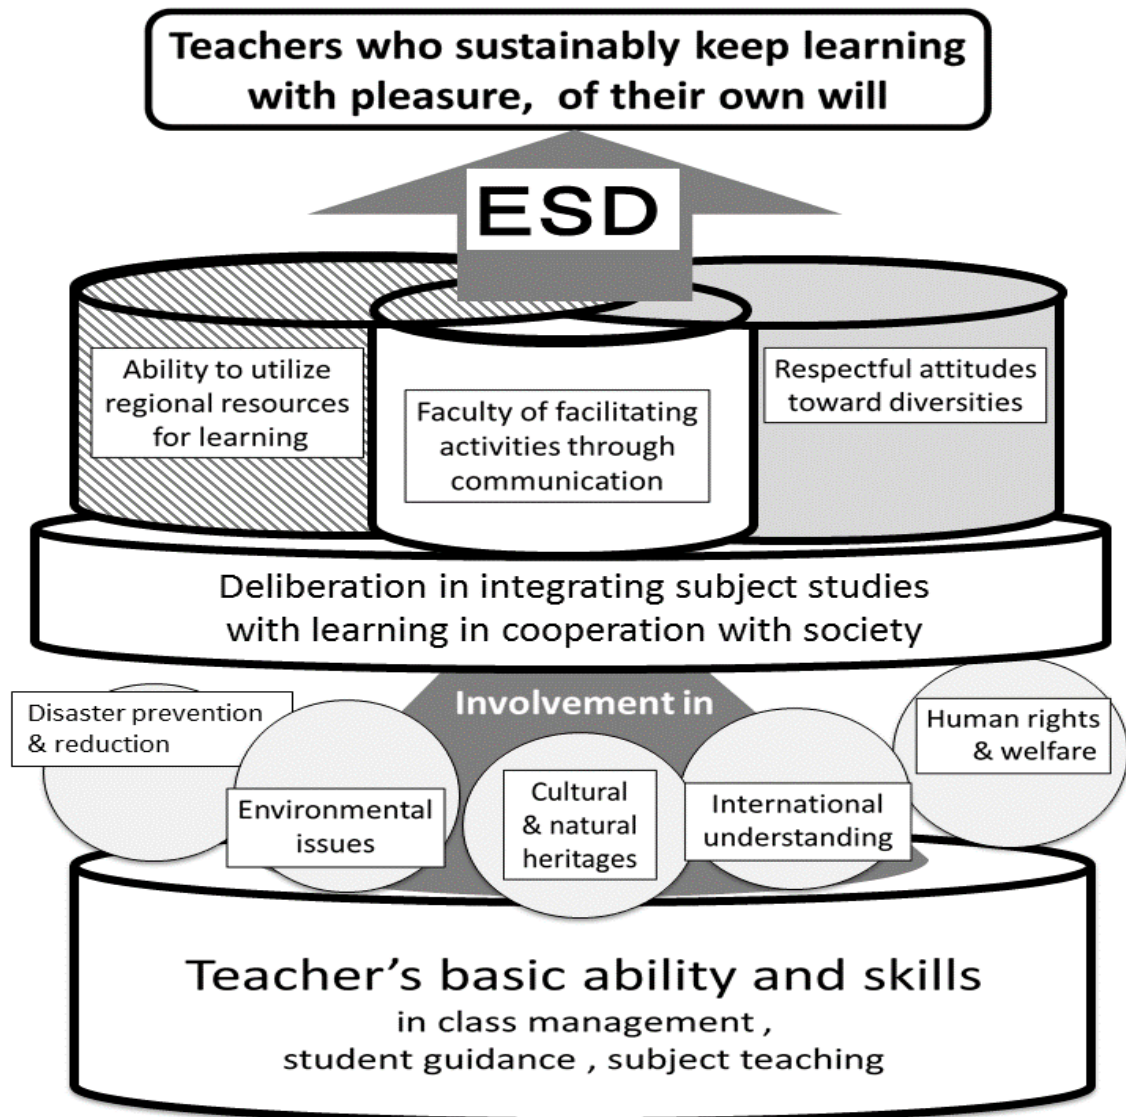 Teachers who sustainably keep learning
with pleasure, of their own will
ESD
Ability to utilize
regional resources
for learning
Faculty of facilitating
activities through
communication
Respectful attitudes
toward diversities
Deliberation in integrating subject studies
with learning in cooperation with society
Involvement in
Disaster prevention
& reduction
Environmental
issues
Cultural
& natural
heritages
International
understanding
Human rights
& welfare
Teacher’s basic ability and skills
in class management ,
student guidance , subject teaching